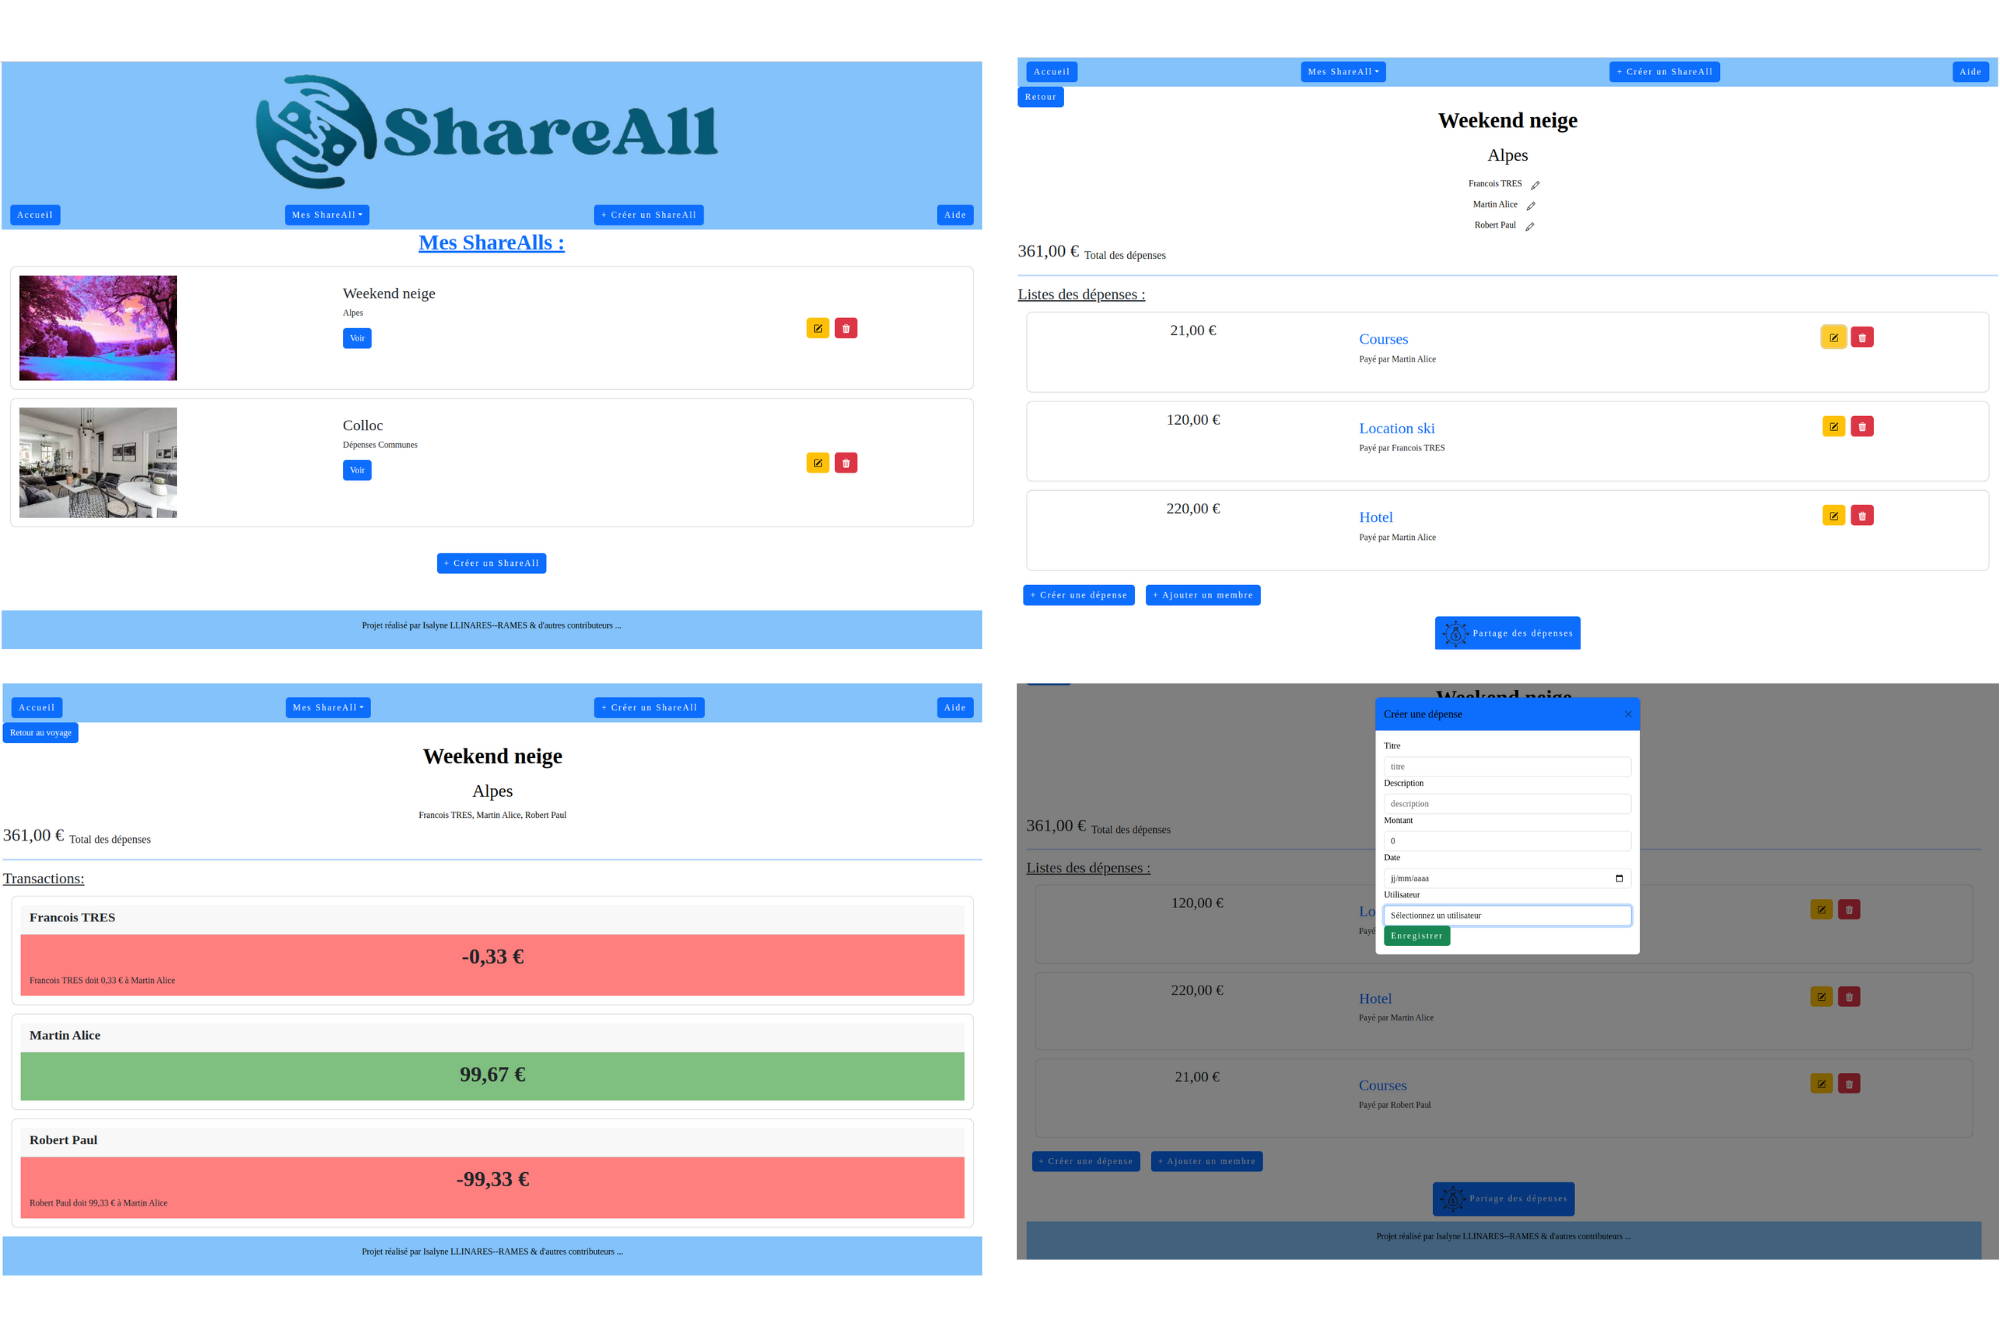 ShareAll
Accueil
Mes ShareAll
+ Créer un ShareAll
Aide
Mes ShareAlls :
Weekend neige
Alpes
Voir
Colloc
Dépenses Communes
Voir
+ Créer un ShareAll
Projet réalisé par Isalyne LLINARES--RAMES & d'autres contributeurs ...
Accueil
Mes ShareAll
+ Créer un ShareAll
Aide
Retour
Weekend neige
Alpes
Francois TRES
Martin Alice
Robert Paul
361,00 € Total des dépenses
Listes des dépenses :
21,00 €
Courses
Payé par Martin Alice
120,00 €
Location ski
Payé par Francois TRES
220,00 €
Hotel
Payé par Martin Alice
+ Créer une dépense
+ Ajouter un membre
Partage des dépenses
Accueil
Mes ShareAll
+ Créer un ShareAll
Aide
Retour au voyage
Weekend neige
Alpes
Francois TRES, Martin Alice, Robert Paul
361,00 € Total des dépenses
Transactions:
Francois TRES
-0,33 €
Francois TRES doit 0,33 € à Martin Alice
Martin Alice
99,67 €
Robert Paul
-99,33 €
Robert Paul doit 99,33 € à Martin Alice
Projet réalisé par Isalyne LLINARES--RAMES & d'autres contributeurs ...
Weekend neige
Créer une dépense
Titre
titre
Description
description
Montant
0
Date
jj/mm/aaaa
Utilisateur
Sélectionnez un utilisateur
Enregistrer
361,00 € Total des dépenses
Listes des dépenses :
120,00 €
Lo
Payé
220,00 €
Hotel
Payé par Martin Alice
21,00 €
Courses
Payé par Robert Paul
+ Créer une dépense
+ Ajouter un membre
Partage des dépenses
Projet réalisé par Isalyne LLINARES--RAMES & d'autres contributeurs ...